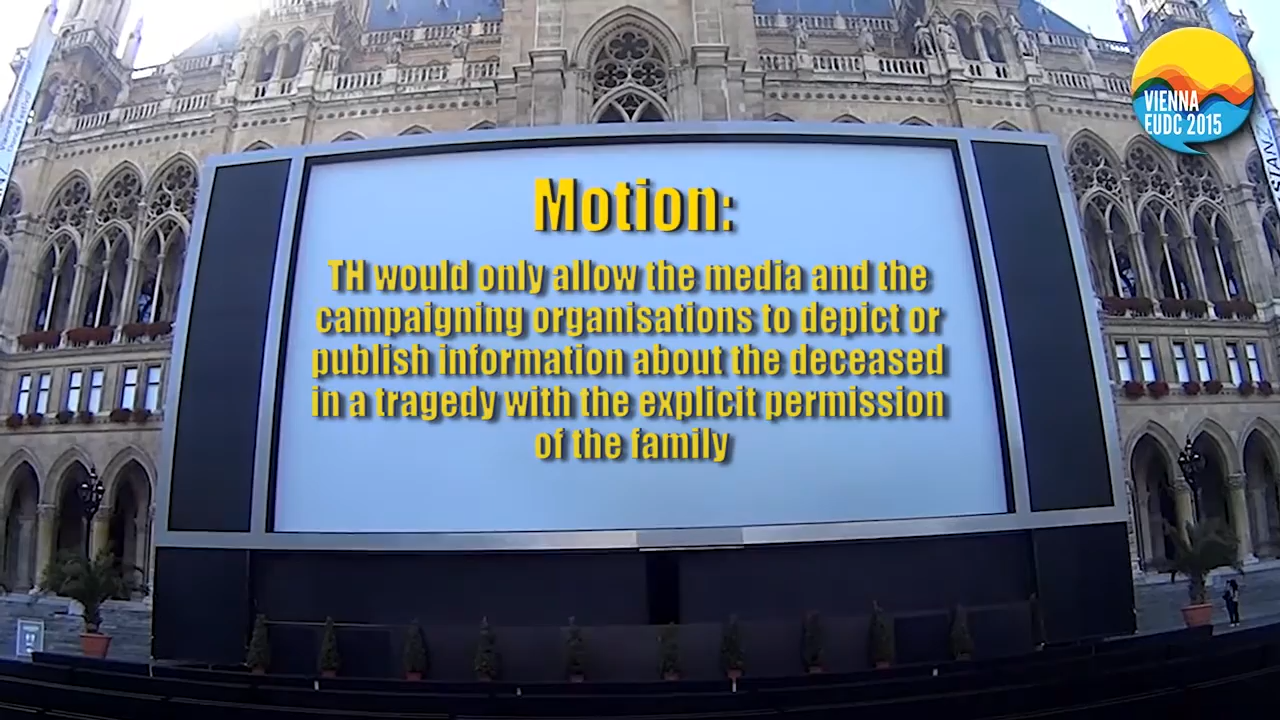 Motion:
TH would only allow the media and the
campaigning organisations to depict or
publish information about the deceased
in a tragedy with the explicit permission
of the family
VIENNA
EUDC 2015